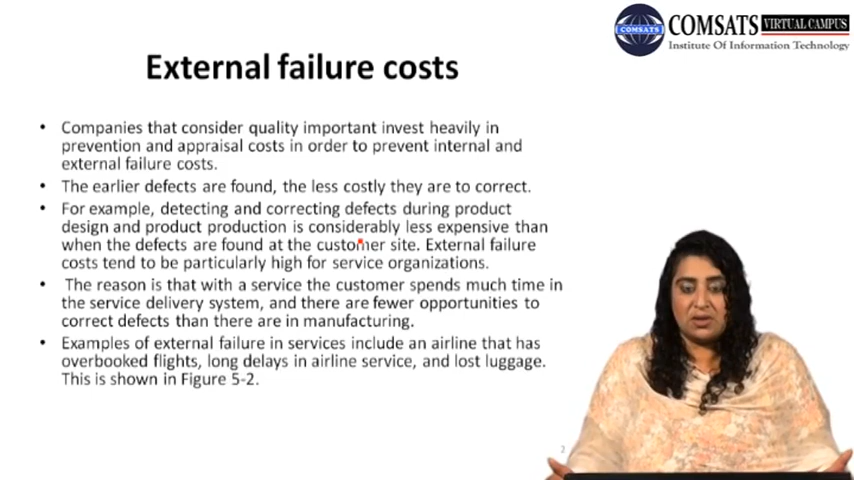 COMSATS
COMSATS VIRTUAL CAMPUS
Institute Of Information Technology
External failure costs
• Companies that consider quality important invest heavily in
prevention and appraisal costs in order to prevent internal and
external failure costs.
• The earlier defects are found, the less costly they are to correct.
• For example, detecting and correcting defects during product
design and product production is considerably less expensive than
when the defects are found at the customer site. External failure
costs tend to be particularly high for service organizations.
• The reason is that with a service the customer spends much time in
the service delivery system, and there are fewer opportunities to
correct defects than there are in manufacturing.
• Examples of external failure in services include an airline that has
overbooked flights, long delays in airline service, and lost luggage.
This is shown in Figure 5-2.
2